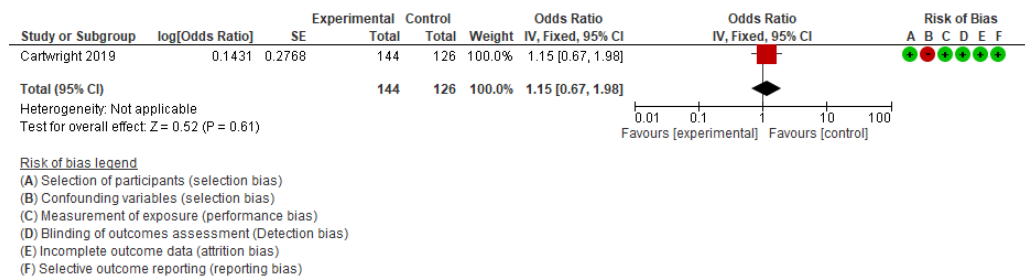 Experimental Control Odds Ratio Odds Ratio Risk of Bias
Study or Subgroup log[Odds Ratio] SE Total Total Weight IV, Fixed, 95% CI IV, Fixed, 95% CI A B C D E F
Cartwright 2019 0.1431 0.2768 144 126 100.0% 1.15 [0.67, 1.98] + - + + + +
Total (95% CI) 144 126 100.0% 1.15 [0.67, 1.98]
Heterogeneity: Not applicable
Test for overall effect: Z = 0.52 (P = 0.61)
0.01 0.1 1 10 100
Favours [experimental] Favours [control]
Risk of bias legend
(A) Selection of participants (selection bias)
(B) Confounding variables (selection bias)
(C) Measurement of exposure (performance bias)
(D) Blinding of outcomes assessment (Detection bias)
(E) Incomplete outcome data (attrition bias)
(F) Selective outcome reporting (reporting bias)